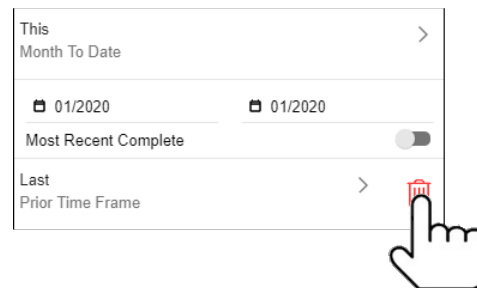 This
Month To Date
01/2020 01/2020
Most Recent Complete
Last
Prior Time Frame